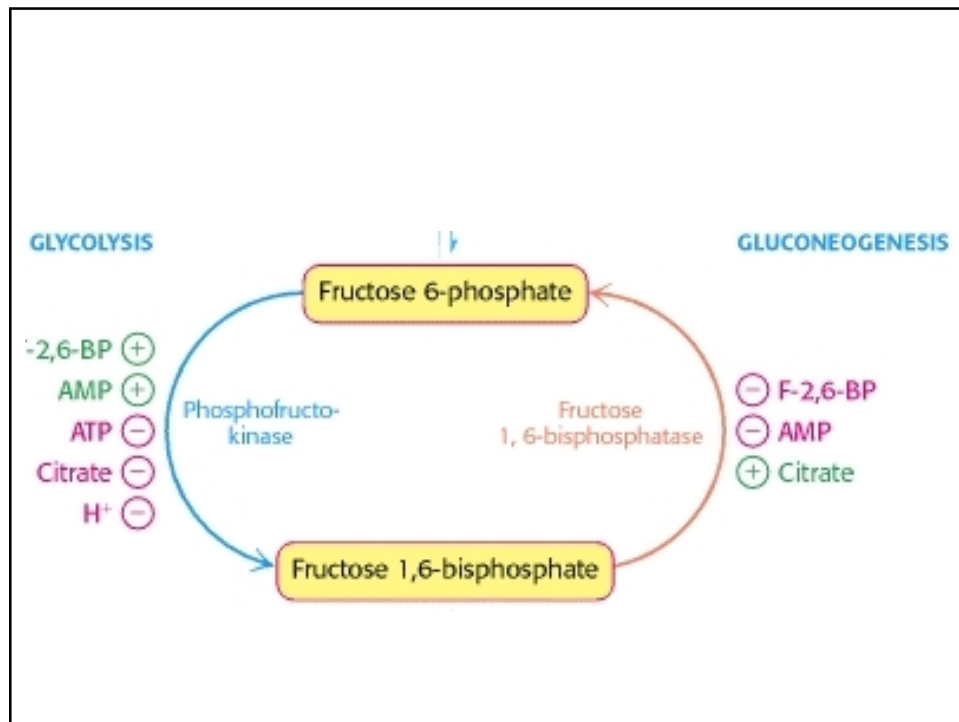 GLYCOLYSIS
GLUCONEOGENESIS
Fructose 6-phosphate
-2,6-BP +
AMP +
ATP −
Citrate −
H⁺ −
Phosphofructo-
kinase
Fructose
1, 6-bisphosphatase
− F-2,6-BP
− AMP
+ Citrate
Fructose 1,6-bisphosphate